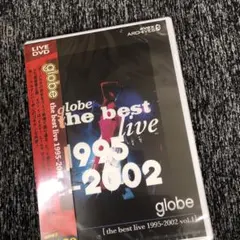 LIVE
DVD
globe
the best live 1995-2002
globe
the best
live
1995
-2002
globe
[ the best live 1995-2002 vol.1 ]